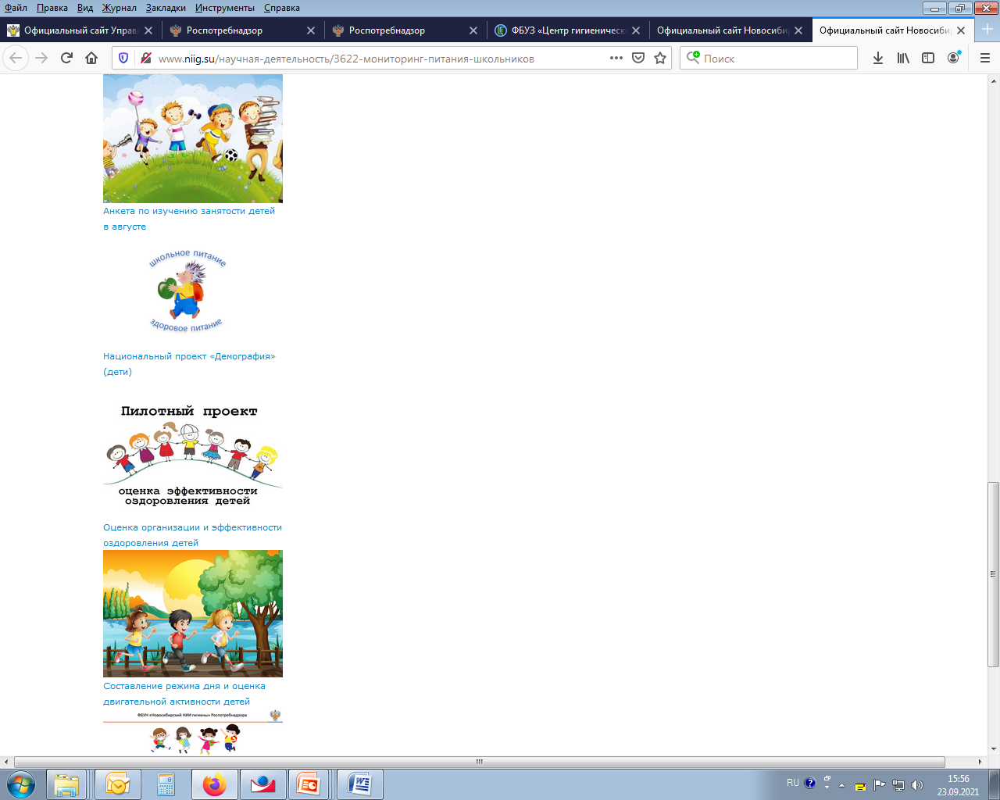 Файл Правка Вид Журнал Закладки Инструменты Справка
Официальный сайт Управл
Роспотребнадзор
Роспотребнадзор
ФБУЗ «Центр гигиеническ
Официальный сайт Новосиби
Официальный сайт Новосиби
www.niig.su/научная-деятельность/3622-мониторинг-питания-школьников
Поиск
Анкета по изучению занятости детей
в августе
школьное питание
здоровое питание
Национальный проект «Демография»
(дети)
Пилотный проект
оценка эффективности
оздоровления детей
Оценка организации и эффективности
оздоровления детей
Составление режима дня и оценка
двигательной активности детей
ФБУН «Новосибирский НИИ гигиены» Роспотребнадзора
RU
15:56
23.09.2021